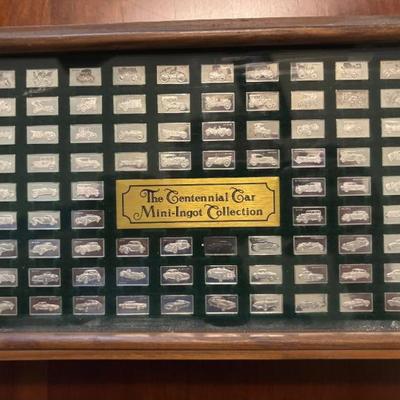 The Centennial Car
Mini-Ingot Collection